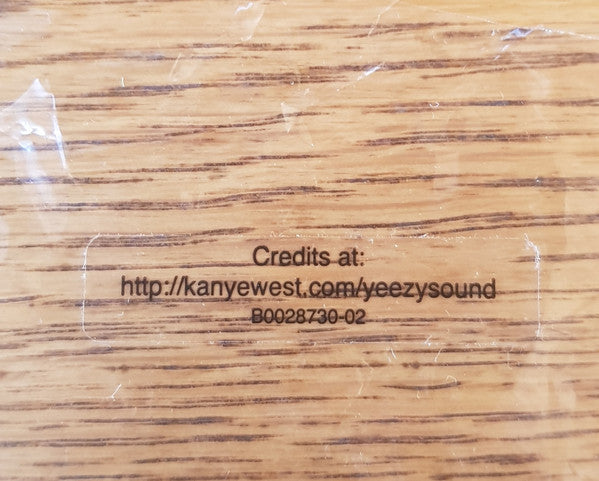 Credits at:
http://kanyewest.com/yeezysound
B0028730-02